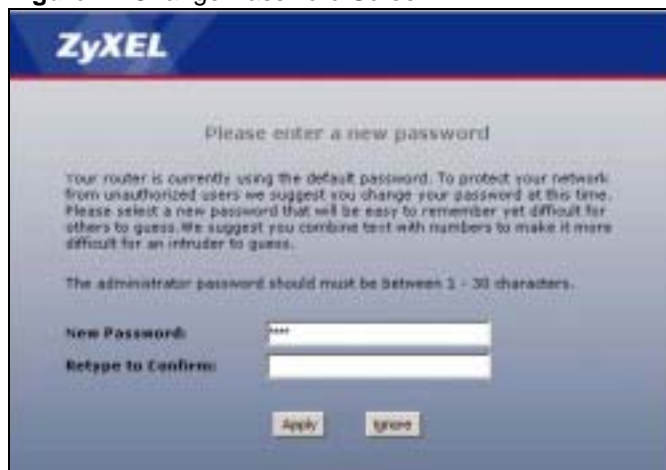 ZyXEL
Please enter a new password
Your router is currently using the default password. To protect your network
from unauthorized users we suggest you change your password at this time.
Please select a new password that will be easy to remember yet difficult for
others to guess. We suggest you combine text with numbers to make it more
difficult for an intruder to guess.
The administrator password should must be between 1 - 30 characters.
New Password:
****
Retype to Confirm:
Apply
Ignore